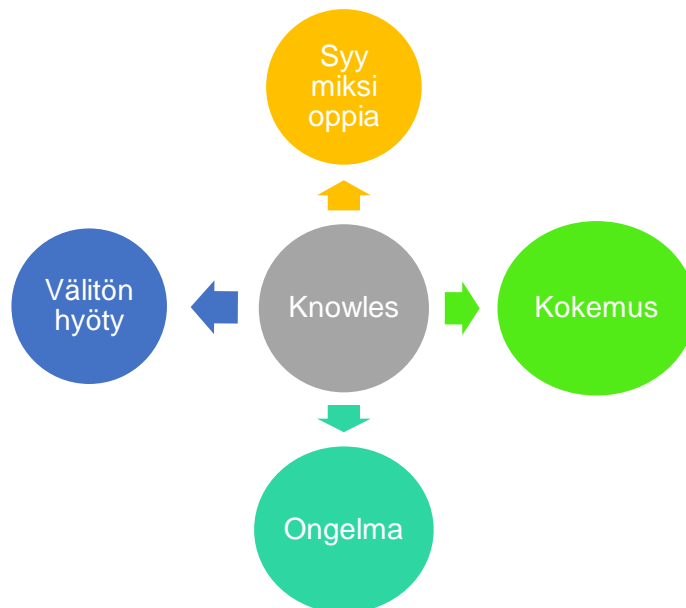 Syy
miksi
oppia
Välitön
hyöty
Knowles
Kokemus
Ongelma